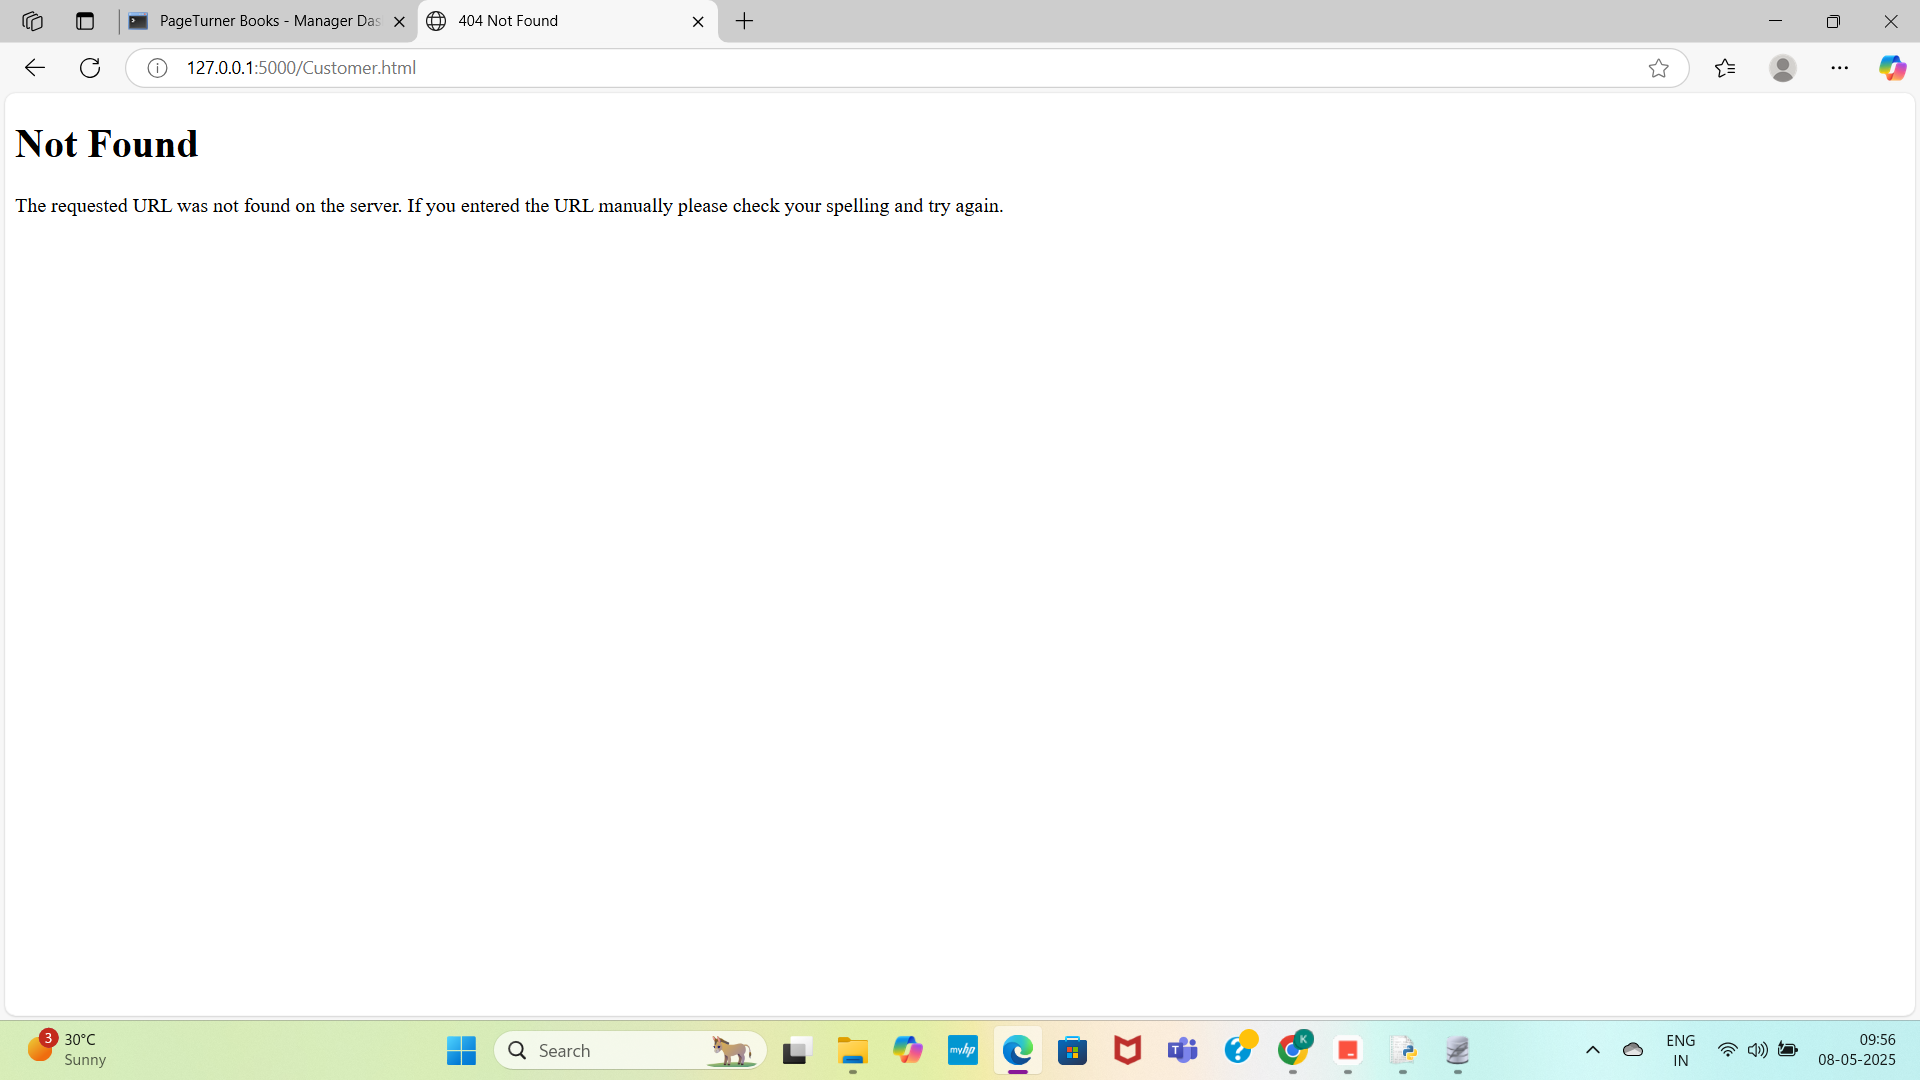 PageTurner Books - Manager Das
404 Not Found
127.0.0.1:5000/Customer.html
Not Found
The requested URL was not found on the server. If you entered the URL manually please check your spelling and try again.
3
30°C
Sunny
Search
myhp
T
?
K
ENG
IN
09:56
08-05-2025